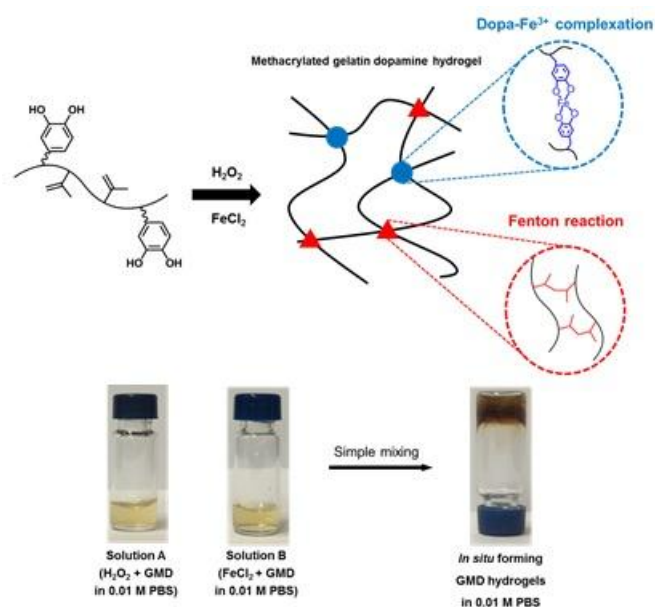 Dopa-Fe³⁺ complexation
Methacrylated gelatin dopamine hydrogel
HO OH
H₂O₂
FeCl₂
HO
OH
Fenton reaction
Simple mixing
Solution A
(H₂O₂ + GMD
in 0.01 M PBS)
Solution B
(FeCl₂ + GMD
in 0.01 M PBS)
In situ forming
GMD hydrogels
in 0.01 M PBS